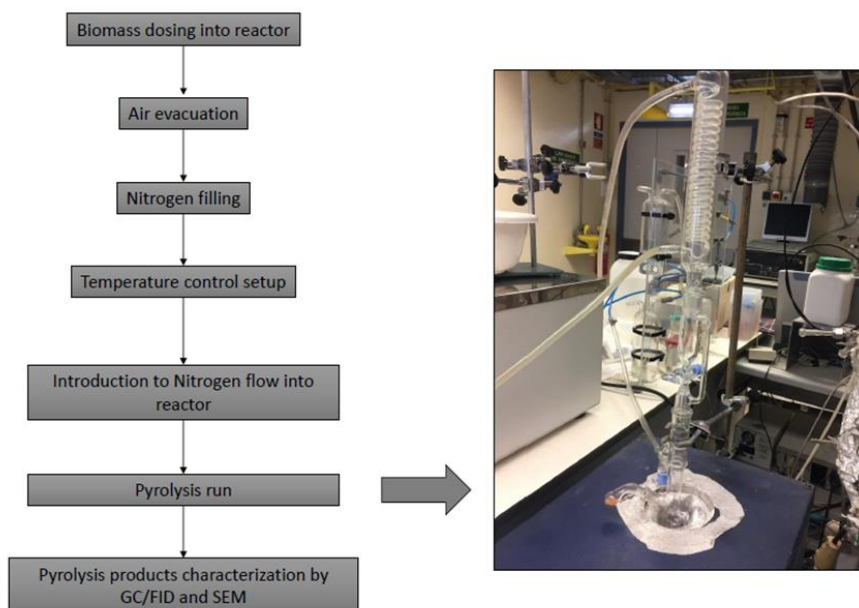 Biomass dosing into reactor
Air evacuation
Nitrogen filling
Temperature control setup
Introduction to Nitrogen flow into
reactor
Pyrolysis run
Pyrolysis products characterization by
GC/FID and SEM